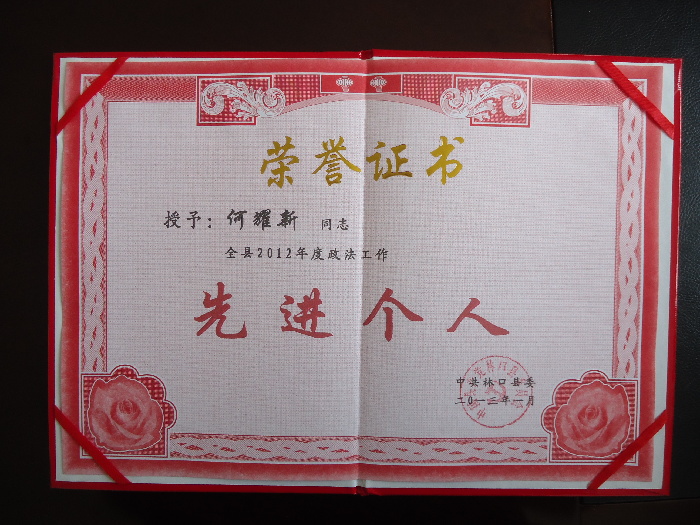 荣誉证书
授予：何耀新 同志
全县2012年度政法工作
先进个人
中共林口县委
二〇一三年一月